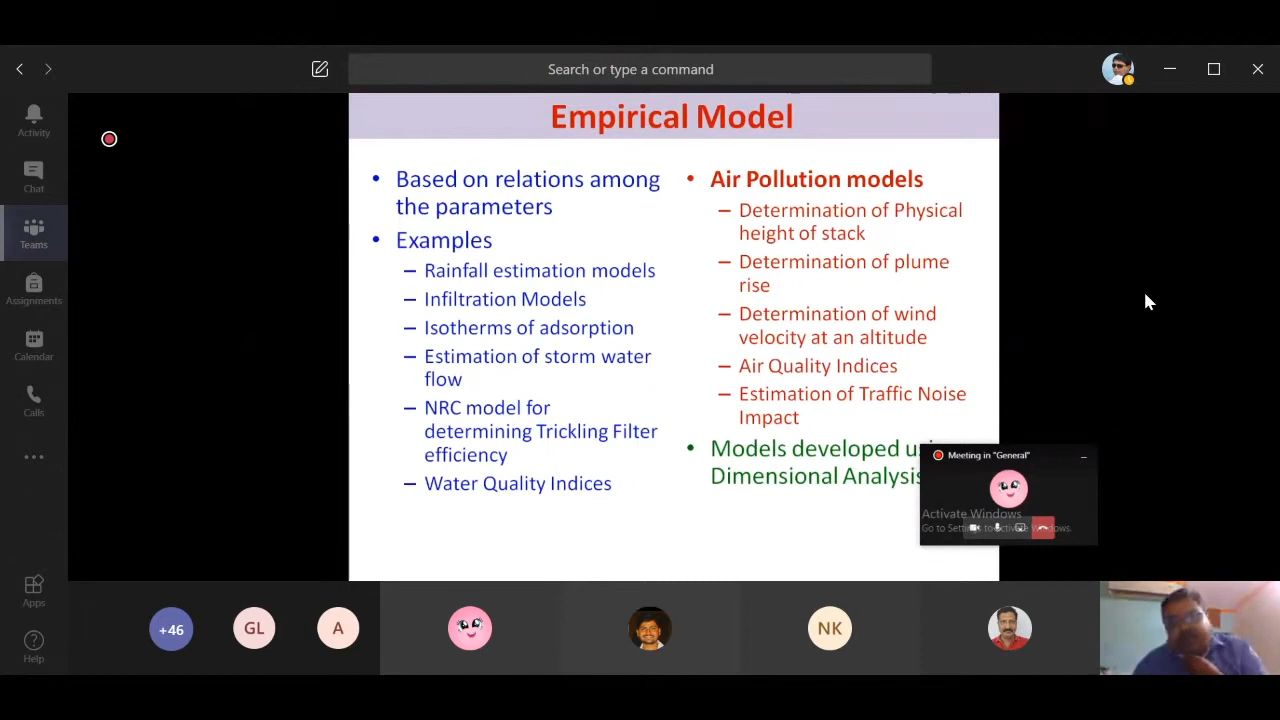 Search or type a command
Activity
Chat
Teams
Assignments
Calendar
Calls
Apps
Help
Empirical Model
• Based on relations among
the parameters
• Examples
– Rainfall estimation models
– Infiltration Models
– Isotherms of adsorption
– Estimation of storm water
flow
– NRC model for
determining Trickling Filter
efficiency
– Water Quality Indices
• Air Pollution models
– Determination of Physical
height of stack
– Determination of plume
rise
– Determination of wind
velocity at an altitude
– Air Quality Indices
– Estimation of Traffic Noise
Impact
• Models developed
Dimensional Analysis
Meeting in "General"
Activate Windows
Go to Settings to activate Windows.
+46
GL
A
NK